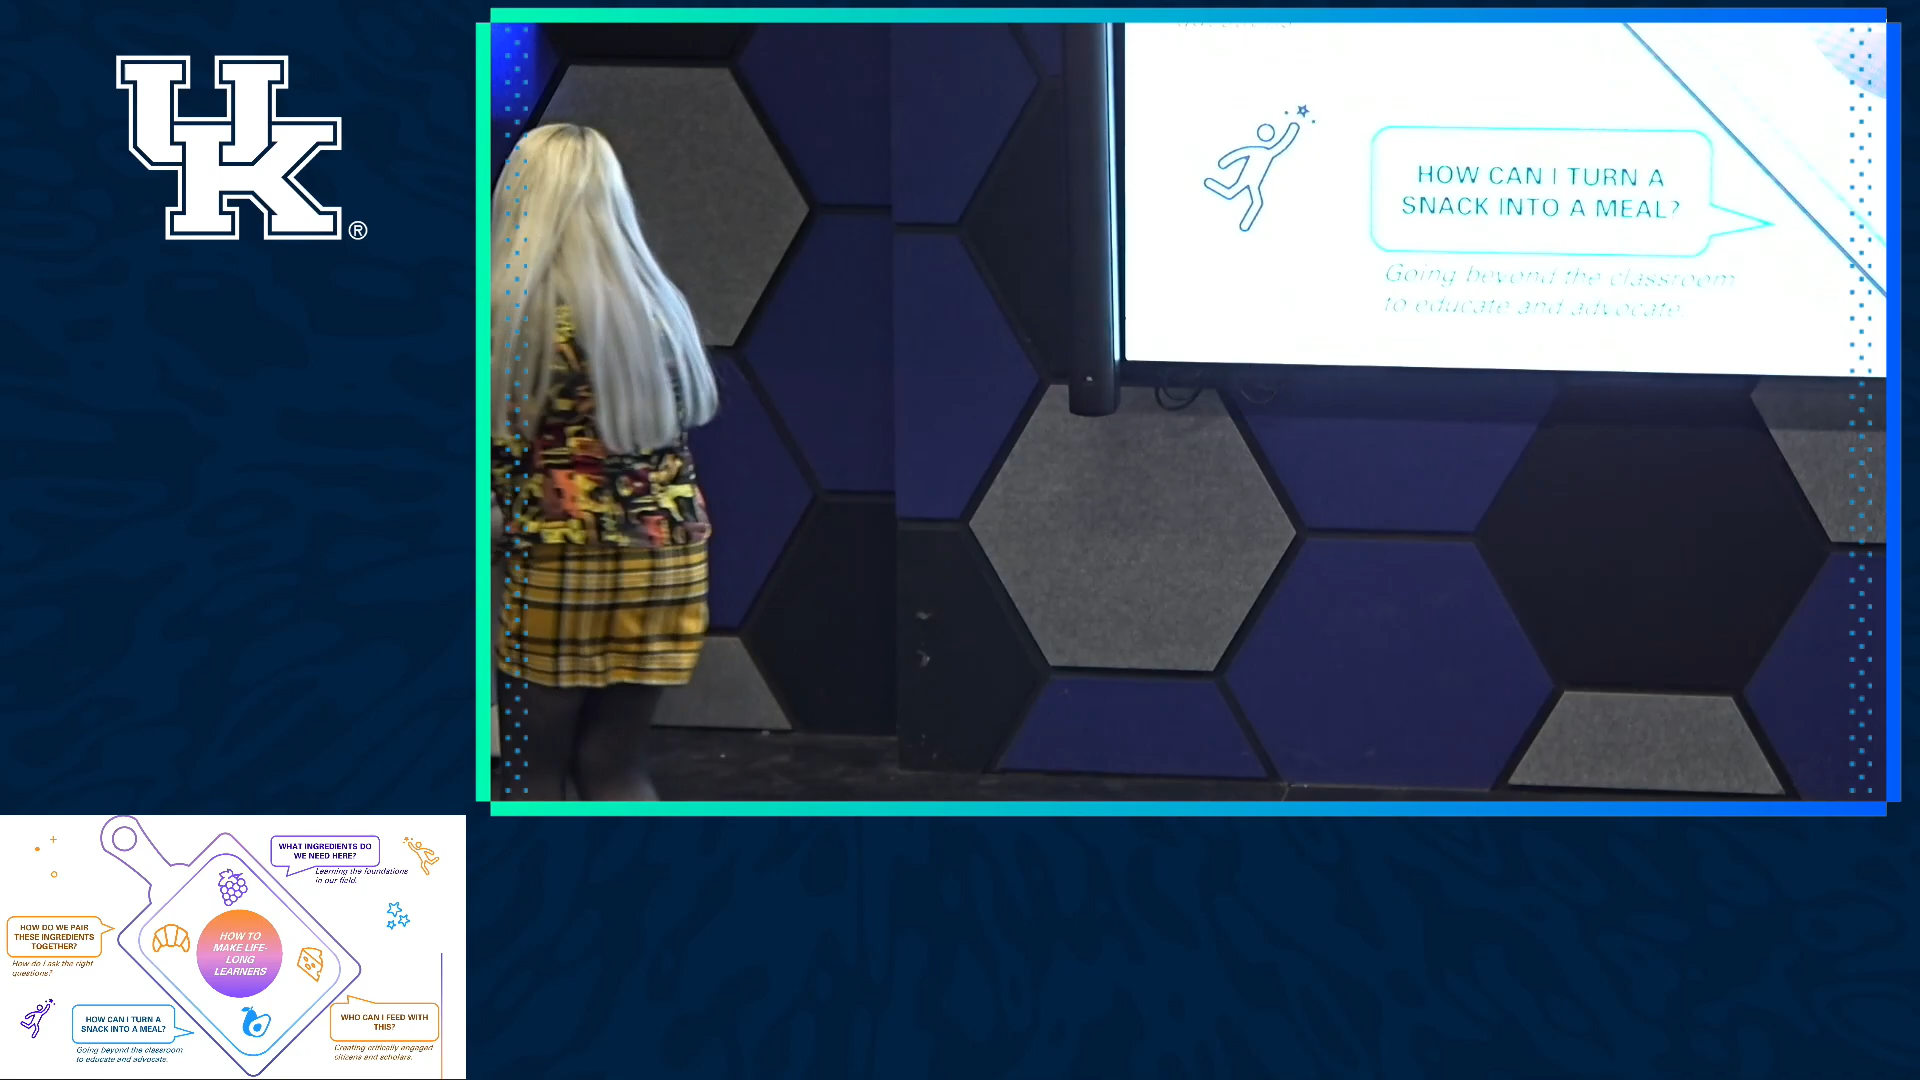 UK®
HOW CAN I TURN A
SNACK INTO A MEAL?
Going beyond the classroom
to educate and advocate.
WHAT INGREDIENTS DO
WE NEED HERE?
Learning the foundations
in our field.
HOW DO WE PAIR
THESE INGREDIENTS
TOGETHER?
How do I ask the right
questions?
HOW TO
MAKE LIFE-
LONG
LEARNERS
HOW CAN I TURN A
SNACK INTO A MEAL?
Going beyond the classroom
to educate and advocate.
WHO CAN I FEED WITH
THIS?
Creating critically engaged
citizens and scholars.